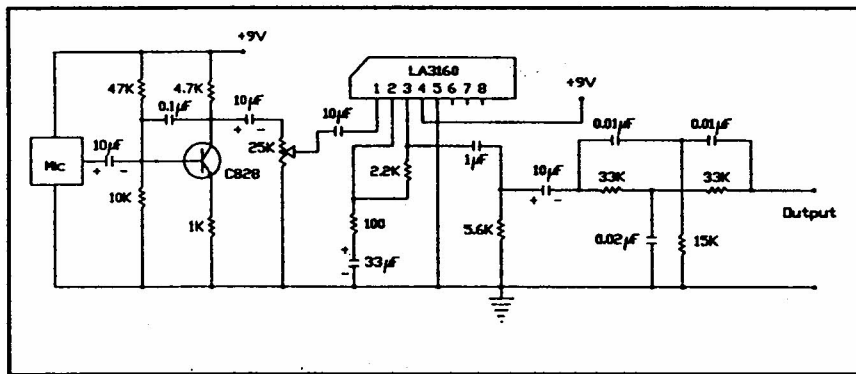 +9V
LA3160
1 2 3 4 5 6 7 8
+9V
47K
4.7K
0.1µF
10µF
+ -
10µF
25K
0.01µF
0.01µF
10µF
+ -
Mic
C828
2.2K
1µF
10µF
+ -
33K
33K
Output
10K
1K
100
+
33µF
-
5.6K
0.02µF
15K